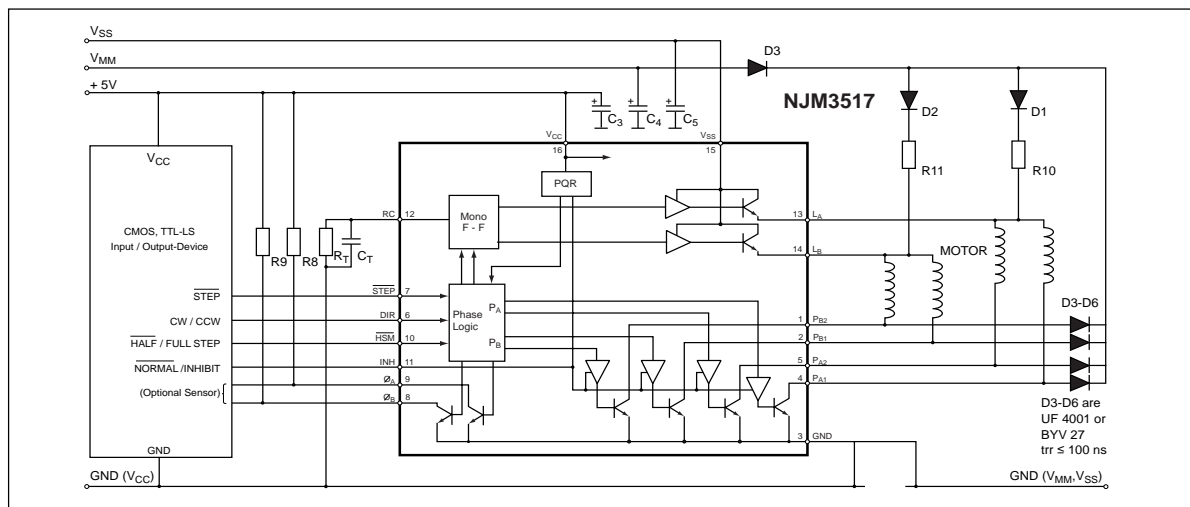 VSS
VMM
+ 5V
D3
NJM3517
D2
D1
C3
C4
C5
VCC
16
VSS
15
VCC
PQR
R11
R10
RC
12
Mono
F - F
13
LA
CMOS, TTL-LS
Input / Output-Device
R9
R8
RT
CT
14
LB
MOTOR
STEP
STEP
7
PA
D3-D6
CW / CCW
DIR
6
Phase
Logic
1
PB2
HALF / FULL STEP
HSM
10
PB
2
PB1
NORMAL /INHIBIT
INH
11
5
PA2
ØA
9
4
PA1
(Optional Sensor)
ØB
8
D3-D6 are
UF 4001 or
BYV 27
trr ≤ 100 ns
3
GND
GND
GND (VCC)
GND (VMM,VSS)